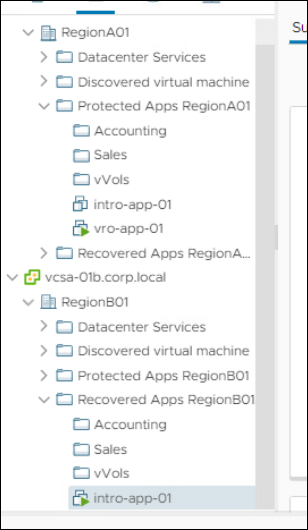 RegionA01
Su
Datacenter Services
Discovered virtual machine
Protected Apps RegionA01
Accounting
Sales
vVols
intro-app-01
vro-app-01
Recovered Apps RegionA...
vcsa-01b.corp.local
RegionB01
Datacenter Services
Discovered virtual machine
Protected Apps RegionB01
Recovered Apps RegionB01
Accounting
Sales
vVols
intro-app-01